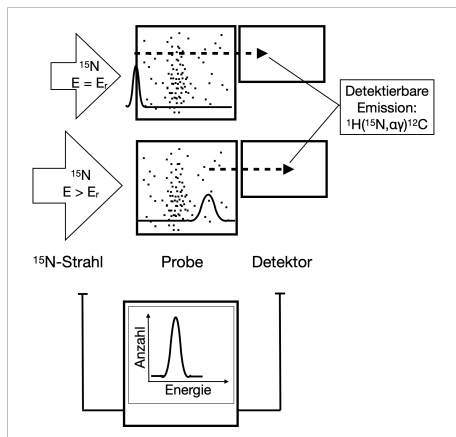 ¹⁵N
E = Eᵣ
Detektierbare
Emission:
¹H(¹⁵N,αγ)¹²C
¹⁵N
E > Eᵣ
¹⁵N-Strahl
Probe
Detektor
Anzahl
Energie